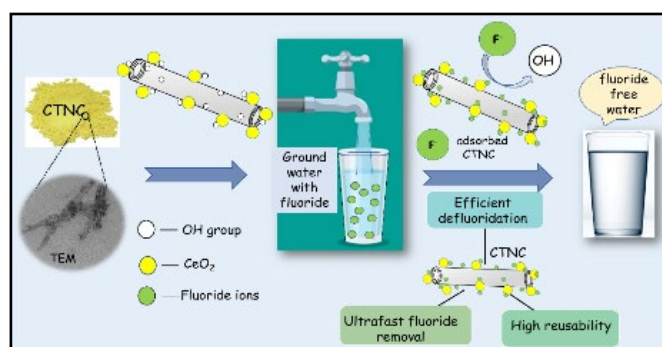 CTNC
TEM
OH group
CeO₂
Fluoride ions
Ground
water with
fluoride
F⁻
OH
F⁻ adsorbed
CTNC
Efficient
defluoridation
CTNC
Ultrafast fluoride
removal
High reusability
fluoride
free
water